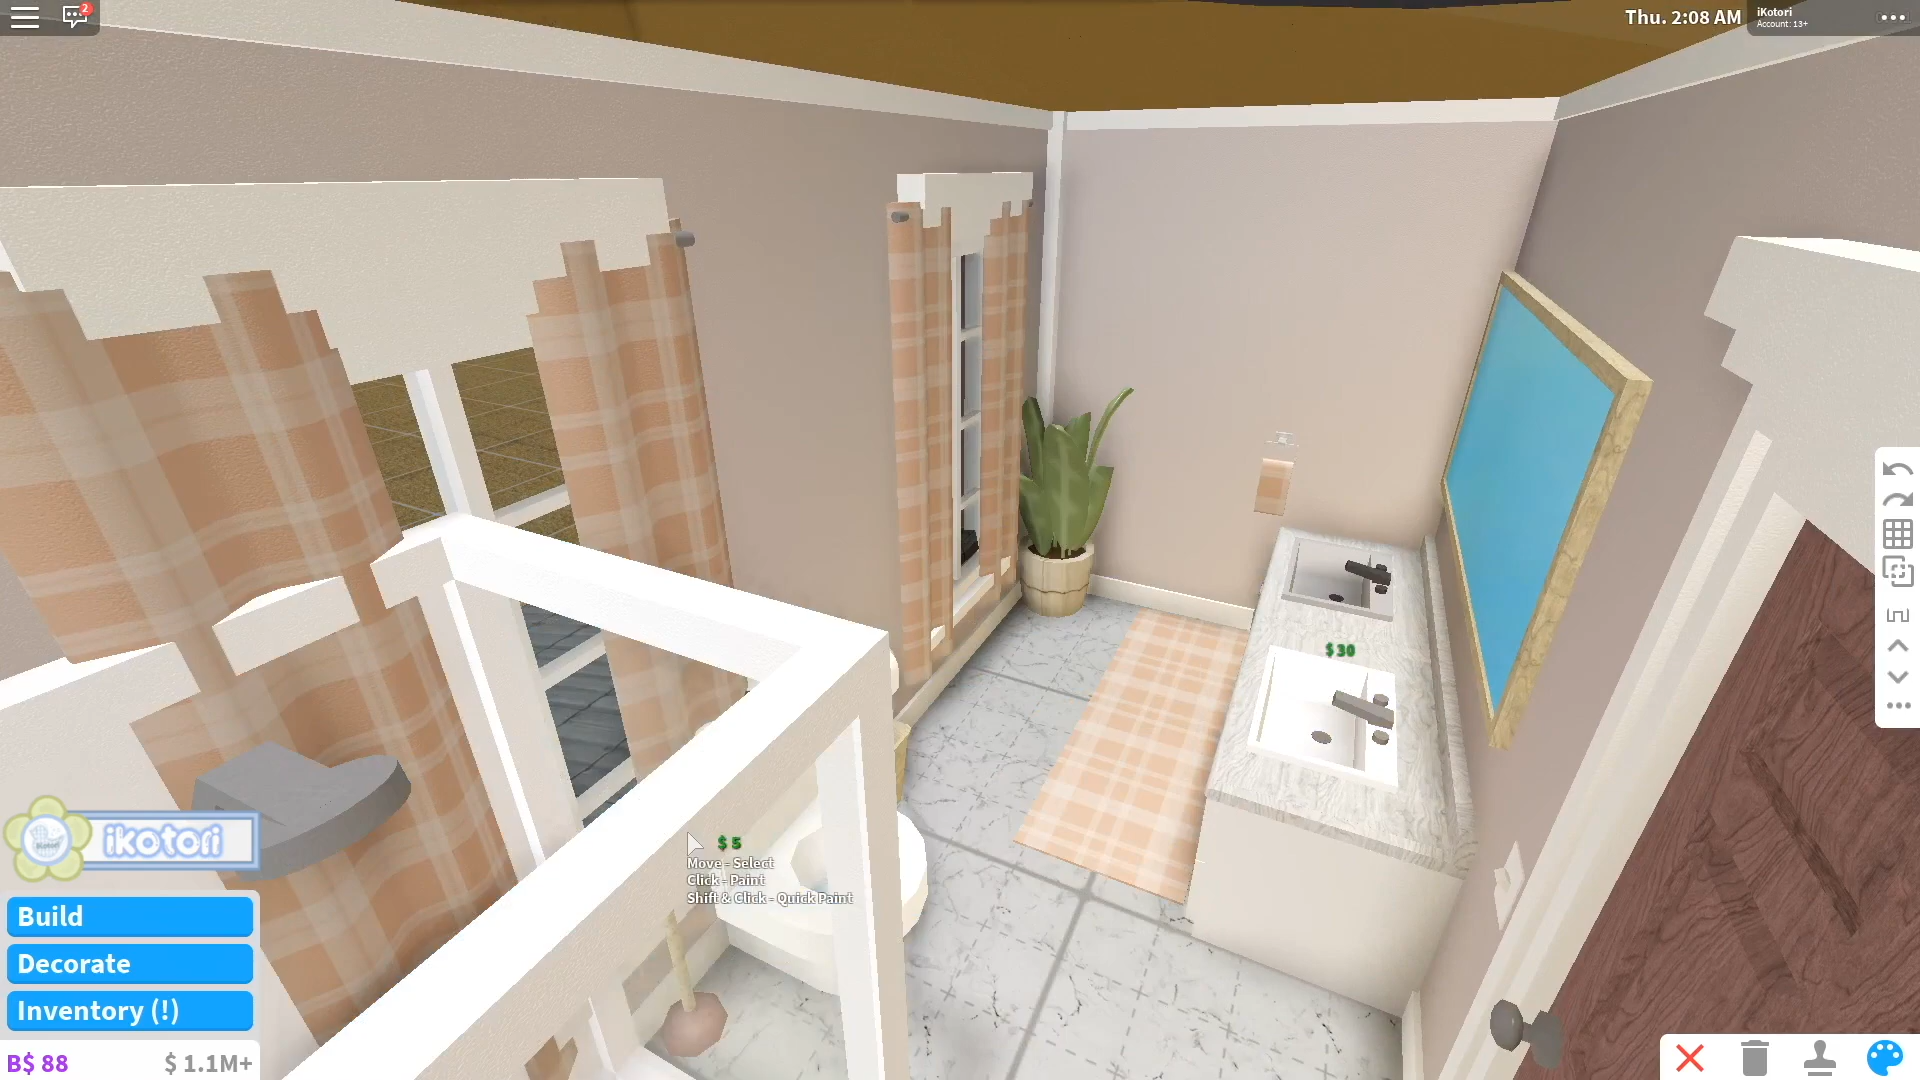 2
Thu. 2:08 AM
iKotori
Account: 13+
$30
$5
Move - Select
Click - Paint
Shift & Click - Quick Paint
ikotori
Build
Decorate
Inventory (!)
B$ 88
$ 1.1M+